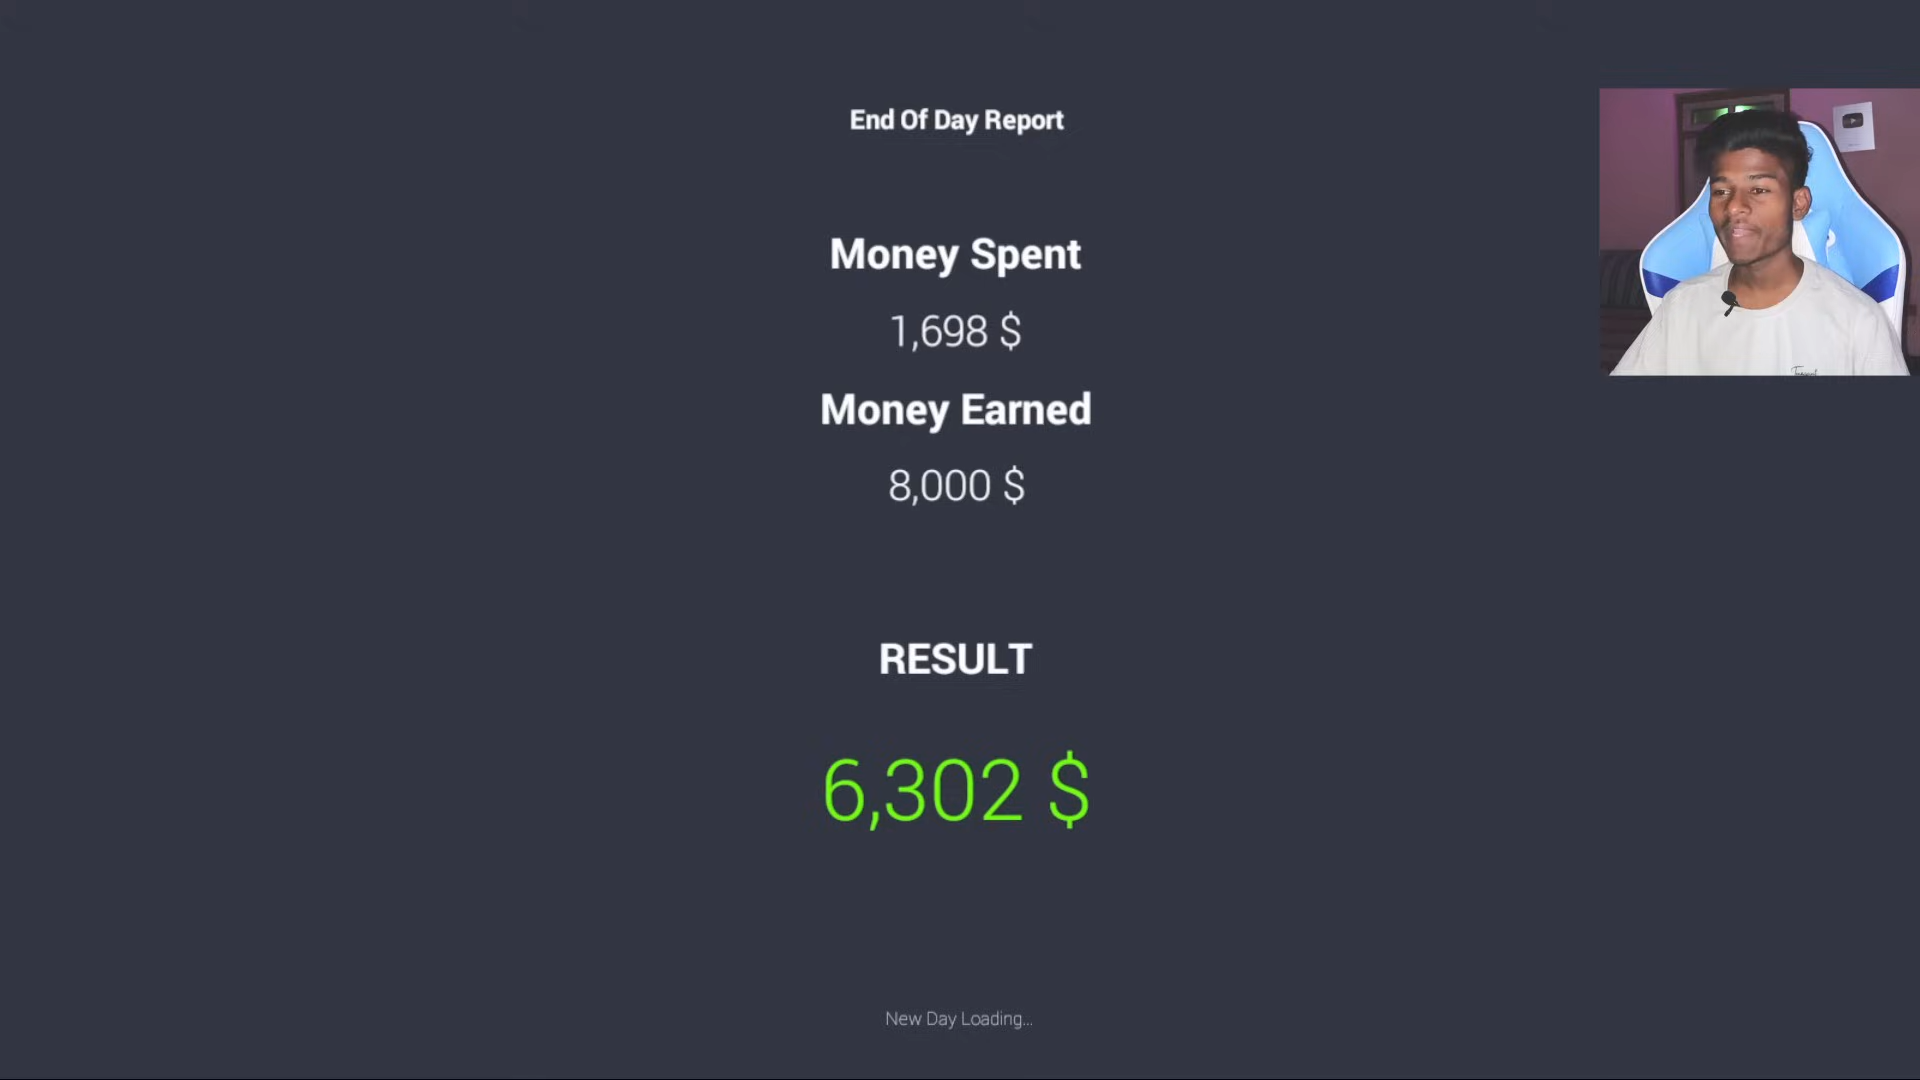 End Of Day Report
Money Spent
1,698 $
Money Earned
8,000 $
RESULT
6,302 $
New Day Loading...